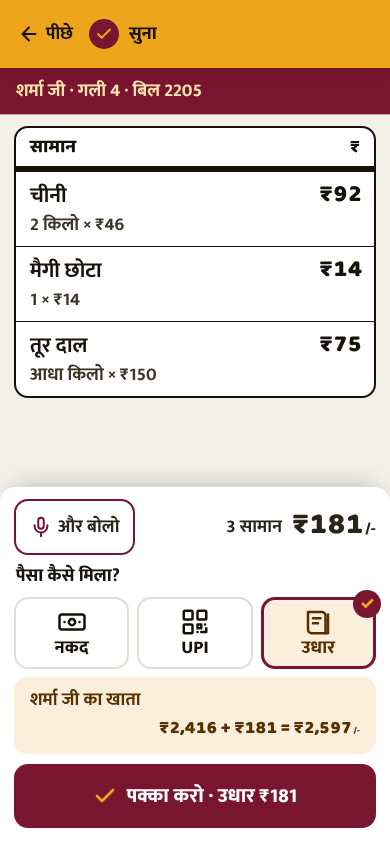 पीछे सुना
शर्मा जी · गली 4 · बिल 2205
सामान ₹
चीनी ₹92
2 किलो × ₹46
मैगी छोटा ₹14
1 × ₹14
तूर दाल ₹75
आधा किलो × ₹150
और बोलो 3 सामान ₹181/-
पैसा कैसे मिला?
नकद UPI उधार
शर्मा जी का खाता
₹2,416 + ₹181 = ₹2,597/-
पक्का करो · उधार ₹181